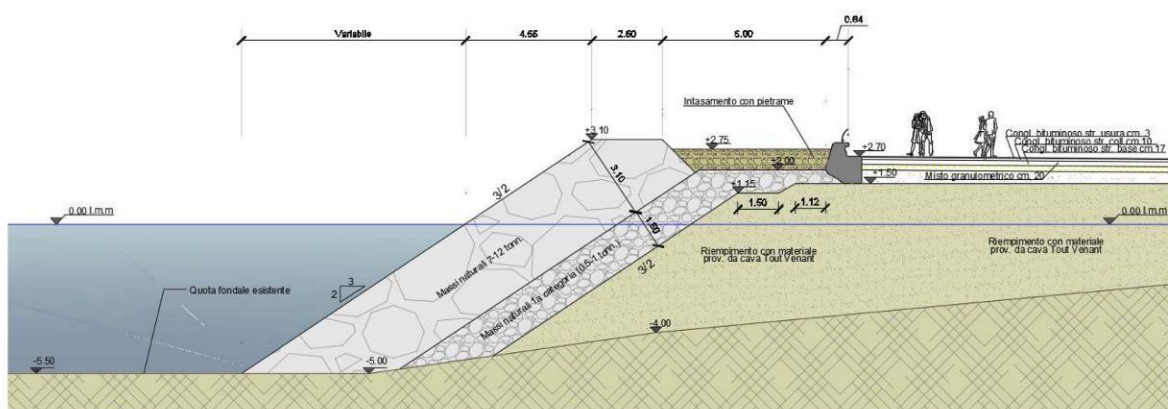 0.64
Variabile
4.65
2.50
5.00
Intasamento con pietrame
+3.10
+2.75
+2.70
Congl. bituminoso str. usura cm. 3
Congl. bituminoso str. coll cm.10
Congl. bituminoso str. base cm.17
+2.00
Misto granulometrico cm. 20
+1.50
3.10
+1.15
3/2
1.50
1.12
0.00 l.m.m
1.90
0.00 l.m.m
Massi naturali 7-12 tonn.
Riempimento con materiale
prov. da cava Tout Venant
Riempimento con materiale
prov. da cava Tout Venant
3/2
Quota fondale esistente
3
2
Massi naturali 1a categoria (0.5-1 tonn.)
-4.00
-5.50
-5.00